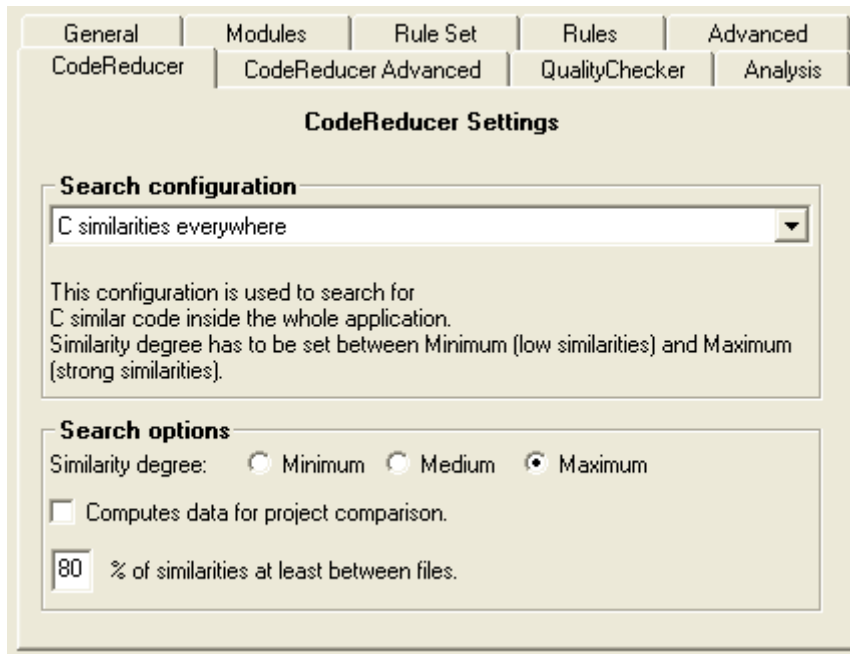 General Modules Rule Set Rules Advanced
CodeReducer CodeReducer Advanced QualityChecker Analysis
CodeReducer Settings
Search configuration
C similarities everywhere
This configuration is used to search for
C similar code inside the whole application.
Similarity degree has to be set between Minimum (low similarities) and Maximum
(strong similarities).
Search options
Similarity degree: Minimum Medium Maximum
Computes data for project comparison.
80 % of similarities at least between files.